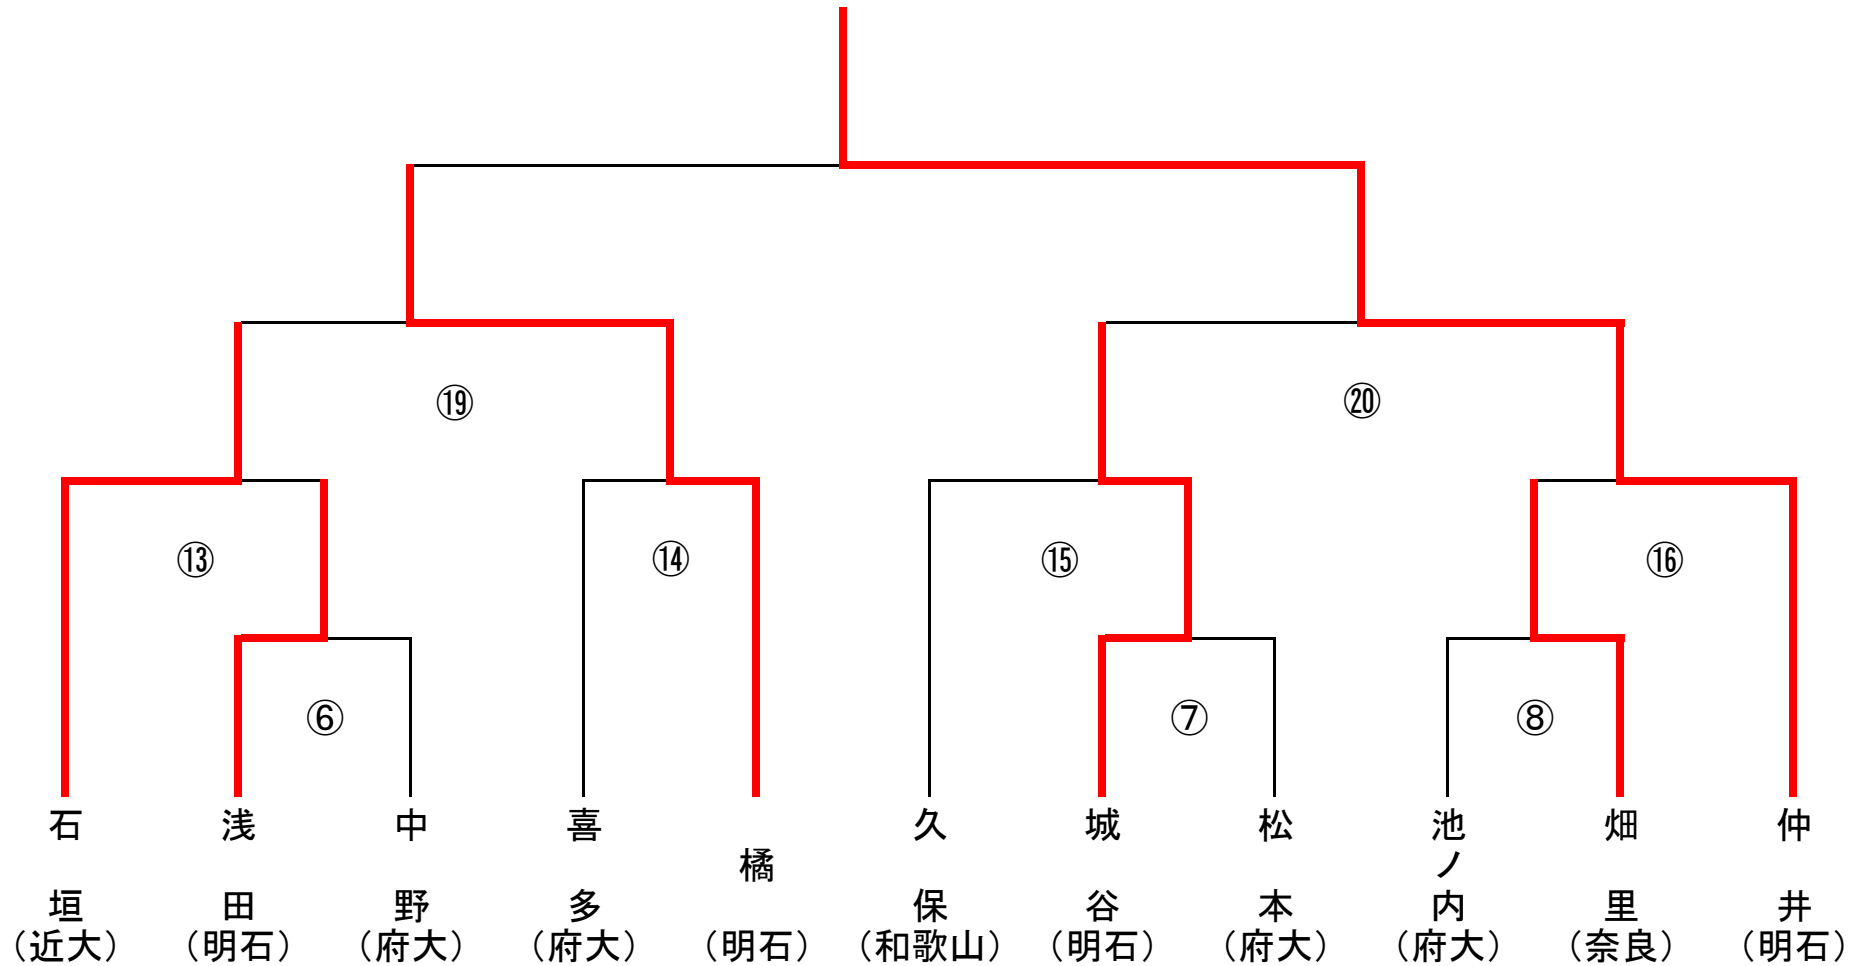 ⑲
⑳
⑬
⑭
⑮
⑯
⑥
⑦
⑧
石垣
(近大)
浅田
(明石)
中野
(府大)
喜多
(府大)
橘
(明石)
久保
(和歌山)
城谷
(明石)
松本
(府大)
池ノ内
(府大)
畑里
(奈良)
仲井
(明石)